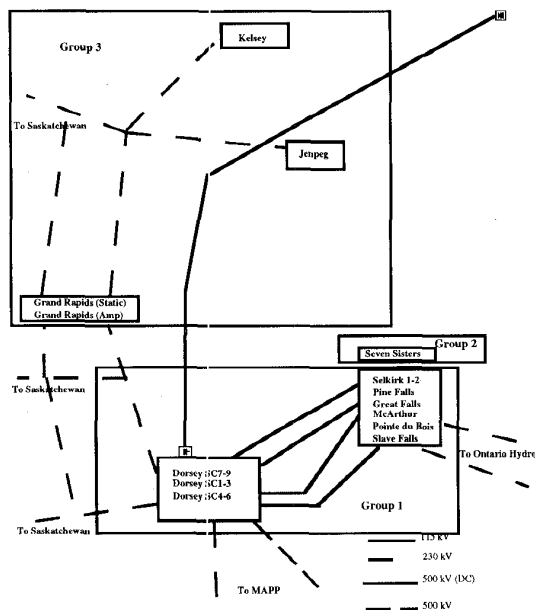 Group 3
Kelsey
To Saskatchewan
Jenpeg
Grand Rapids (Static)
Grand Rapids (Amp)
Group 2
Seven Sisters
To Saskatchewan
Selkirk 1-2
Pine Falls
Great Falls
McArthur
Pointe du Bois
Slave Falls
To Ontario Hydro
Dorsey SC7-9
Dorsey SC1-3
Dorsey SC4-6
Group 1
To Saskatchewan
To MAPP
115 kV
230 kV
500 kV (DC)
500 kV